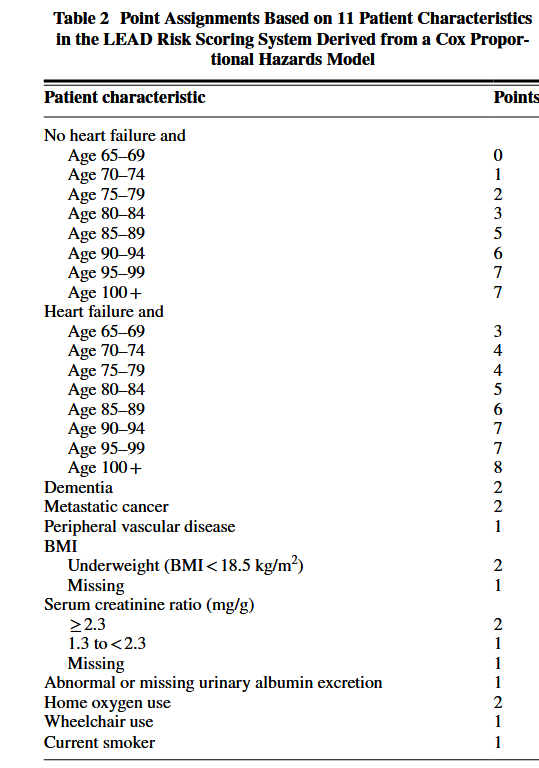 Table 2 Point Assignments Based on 11 Patient Characteristics
in the LEAD Risk Scoring System Derived from a Cox Propor-
tional Hazards Model
Patient characteristic Points
No heart failure and
Age 65–69 0
Age 70–74 1
Age 75–79 2
Age 80–84 3
Age 85–89 5
Age 90–94 6
Age 95–99 7
Age 100+ 7
Heart failure and
Age 65–69 3
Age 70–74 4
Age 75–79 4
Age 80–84 5
Age 85–89 6
Age 90–94 7
Age 95–99 7
Age 100+ 8
Dementia 2
Metastatic cancer 2
Peripheral vascular disease 1
BMI
Underweight (BMI < 18.5 kg/m²) 2
Missing 1
Serum creatinine ratio (mg/g)
≥ 2.3 2
1.3 to < 2.3 1
Missing 1
Abnormal or missing urinary albumin excretion 1
Home oxygen use 2
Wheelchair use 1
Current smoker 1